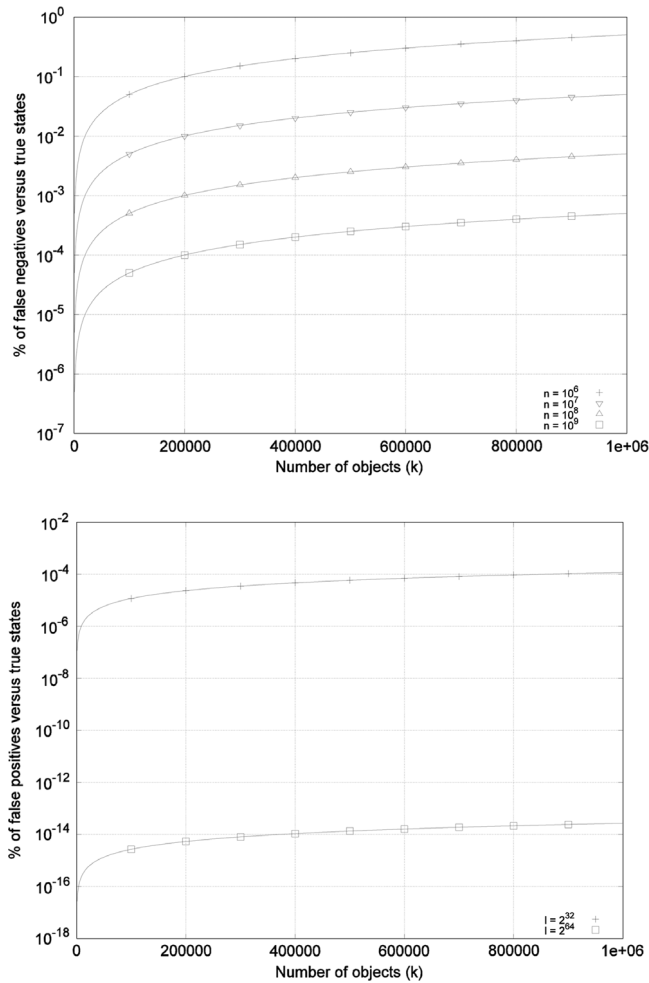 10^0
10^-1
10^-2
10^-3
10^-4
10^-5
10^-6
10^-7
% of false negatives versus true states
n = 10^6
n = 10^7
n = 10^8
n = 10^9
0 200000 400000 600000 800000 1e+06
Number of objects (k)
10^-2
10^-4
10^-6
10^-8
10^-10
10^-12
10^-14
10^-16
10^-18
% of false positives versus true states
l = 2^32
l = 2^64
0 200000 400000 600000 800000 1e+06
Number of objects (k)